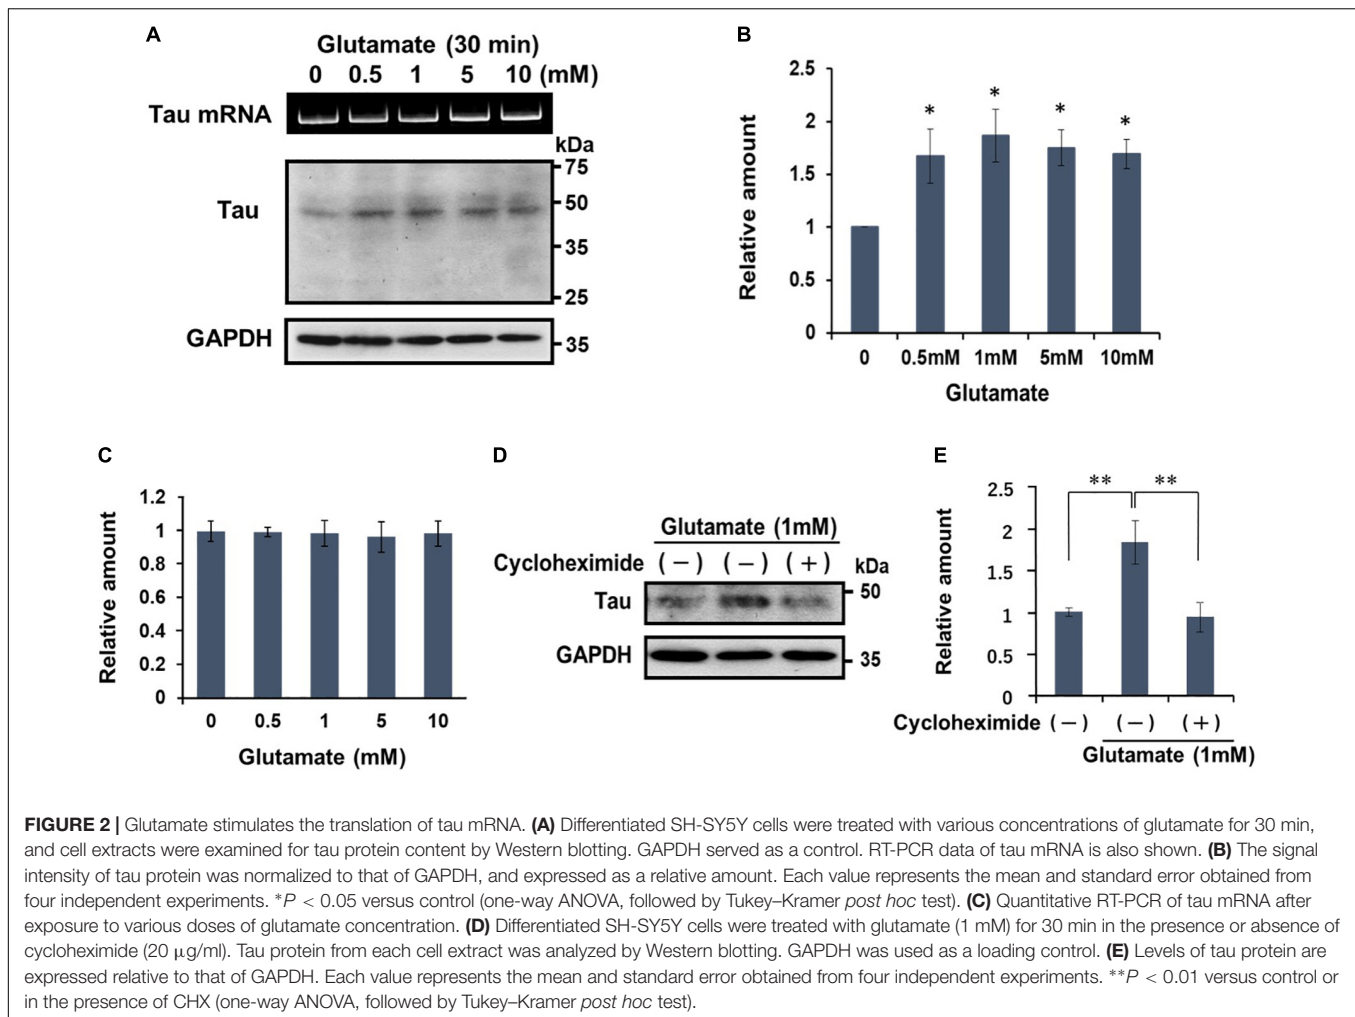 A
Glutamate (30 min)
0 0.5 1 5 10 (mM)
Tau mRNA
kDa
75
Tau
50
35
25
GAPDH
35
B
2.5
2
1.5
1
0.5
0
Relative amount
* * * *
0 0.5mM 1mM 5mM 10mM
Glutamate
C
1.2
1
0.8
0.6
0.4
0.2
0
Relative amount
0 0.5 1 5 10
Glutamate (mM)
D
Glutamate (1mM)
Cycloheximide (−) (−) (+) kDa
Tau
50
GAPDH
35
E
2.5
2
1.5
1
0.5
0
Relative amount
** **
Cycloheximide (−) (−) (+)
Glutamate (1mM)
FIGURE 2 | Glutamate stimulates the translation of tau mRNA. (A) Differentiated SH-SY5Y cells were treated with various concentrations of glutamate for 30 min,
and cell extracts were examined for tau protein content by Western blotting. GAPDH served as a control. RT-PCR data of tau mRNA is also shown. (B) The signal
intensity of tau protein was normalized to that of GAPDH, and expressed as a relative amount. Each value represents the mean and standard error obtained from
four independent experiments. *P < 0.05 versus control (one-way ANOVA, followed by Tukey–Kramer post hoc test). (C) Quantitative RT-PCR of tau mRNA after
exposure to various doses of glutamate concentration. (D) Differentiated SH-SY5Y cells were treated with glutamate (1 mM) for 30 min in the presence or absence of
cycloheximide (20 μg/ml). Tau protein from each cell extract was analyzed by Western blotting. GAPDH was used as a loading control. (E) Levels of tau protein are
expressed relative to that of GAPDH. Each value represents the mean and standard error obtained from four independent experiments. **P < 0.01 versus control or
in the presence of CHX (one-way ANOVA, followed by Tukey–Kramer post hoc test).